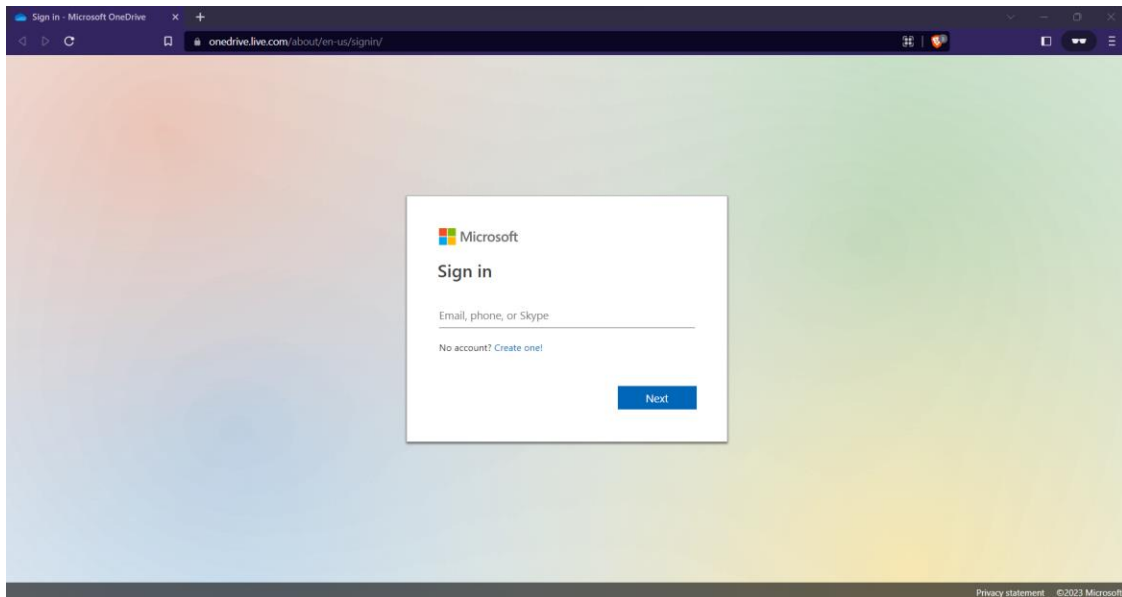 Sign in - Microsoft OneDrive
onedrive.live.com/about/en-us/signin/
Microsoft
Sign in
Email, phone, or Skype
No account? Create one!
Next
Privacy statement ©2023 Microsoft